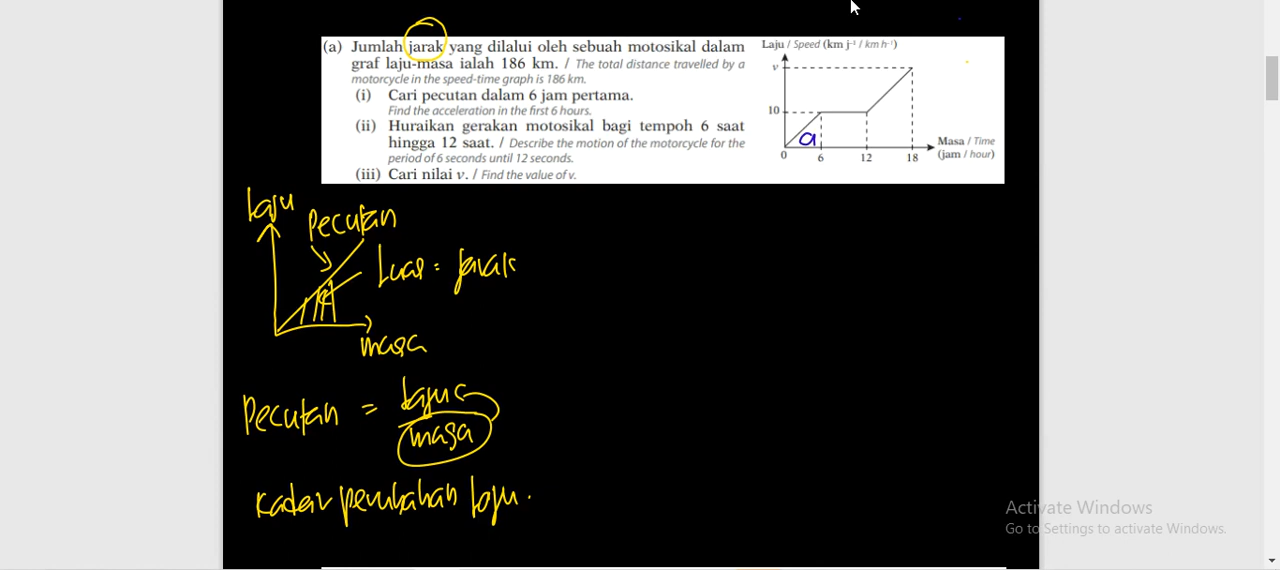 (a) Jumlah jarak yang dilalui oleh sebuah motosikal dalam
graf laju-masa ialah 186 km. / The total distance travelled by a
motorcycle in the speed-time graph is 186 km.
(i) Cari pecutan dalam 6 jam pertama.
Find the acceleration in the first 6 hours.
(ii) Huraikan gerakan motosikal bagi tempoh 6 saat
hingga 12 saat. / Describe the motion of the motorcycle for the
period of 6 seconds until 12 seconds.
(iii) Cari nilai v. / Find the value of v.
Laju / Speed (km j⁻¹ / km h⁻¹)
v
10
a
0 6 12 18
Masa / Time
(jam / hour)
Laju
Pecutan
Luas = jarak
masa
Pecutan = Laju
masa
Kadar perubahan laju.
Activate Windows
Go to Settings to activate Windows.